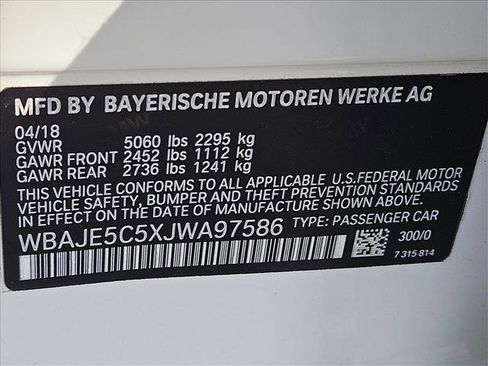 MFD BY BAYERISCHE MOTOREN WERKE AG
04/18
GVWR 5060 lbs 2295 kg
GAWR FRONT 2452 lbs 1112 kg
GAWR REAR 2736 lbs 1241 kg
THIS VEHICLE CONFORMS TO ALL APPLICABLE U.S.FEDERAL MOTOR
VEHICLE SAFETY, BUMPER AND THEFT PREVENTION STANDARDS
IN EFFECT ON THE DATE OF MANUFACTURE SHOWN ABOVE.
WBAJE5C5XJWA97586 TYPE: PASSENGER CAR
300/0
7 315 814